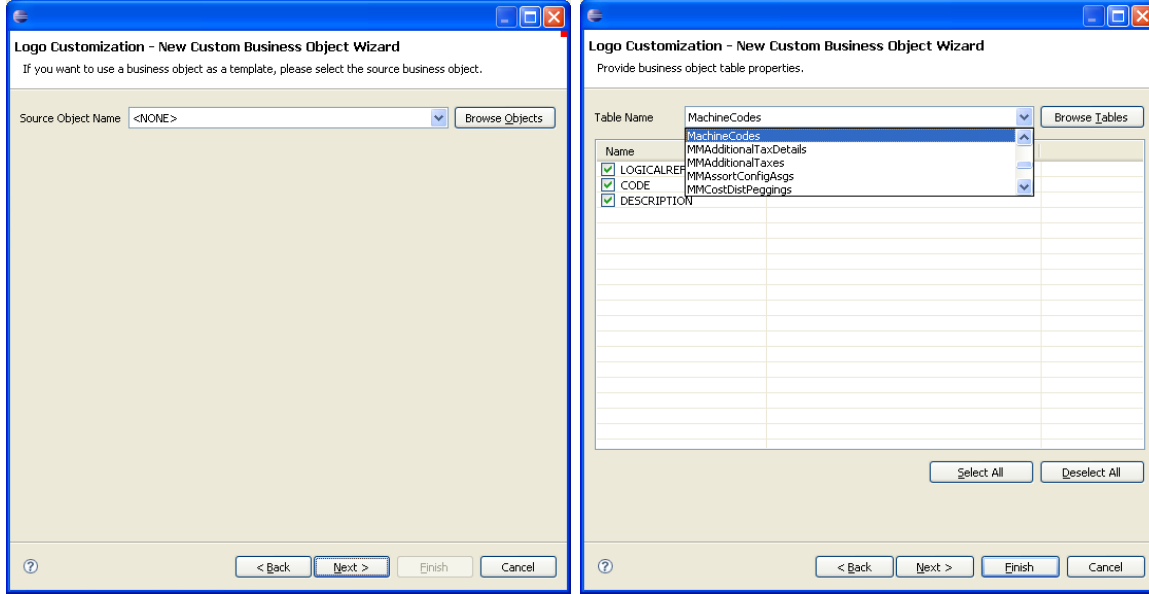 Logo Customization - New Custom Business Object Wizard
If you want to use a business object as a template, please select the source business object.
Source Object Name <NONE> Browse Objects
< Back Next > Finish Cancel
Logo Customization - New Custom Business Object Wizard
Provide business object table properties.
Table Name MachineCodes Browse Tables
MachineCodes
MMAdditionalTaxDetails
MMAdditionalTaxes
MMAssortConfigAsgs
MMCostDistPeggings
Name
LOGICALREF
CODE
DESCRIPTION
Select All Deselect All
< Back Next > Finish Cancel